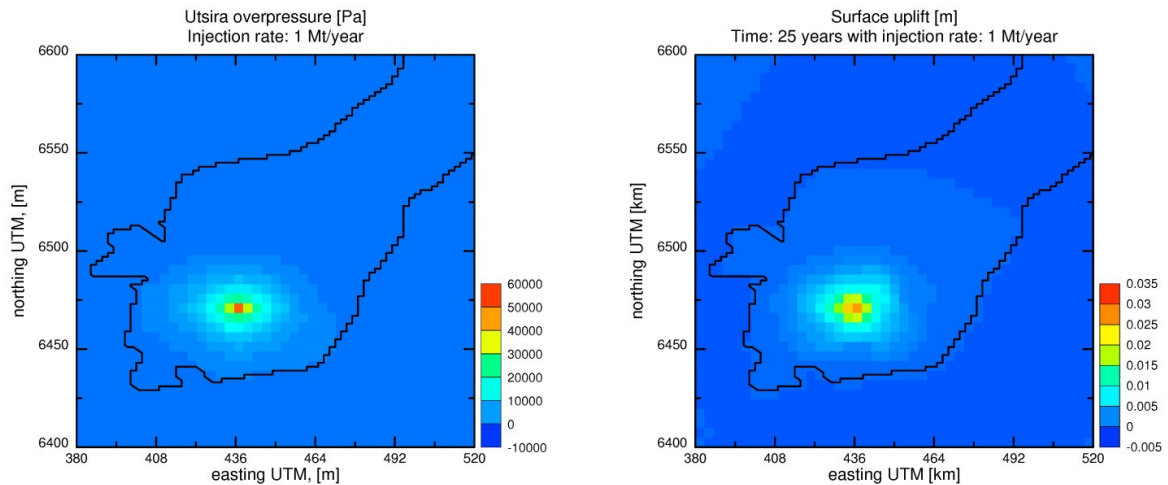 Utsira overpressure [Pa]
Injection rate: 1 Mt/year
6600
6550
6500
6450
6400
northing UTM, [m]
380 408 436 464 492 520
easting UTM, [m]
60000
50000
40000
30000
20000
10000
0
-10000
Surface uplift [m]
Time: 25 years with injection rate: 1 Mt/year
6600
6550
6500
6450
6400
northing UTM [km]
380 408 436 464 492 520
easting UTM [km]
0.035
0.03
0.025
0.02
0.015
0.01
0.005
0
-0.005